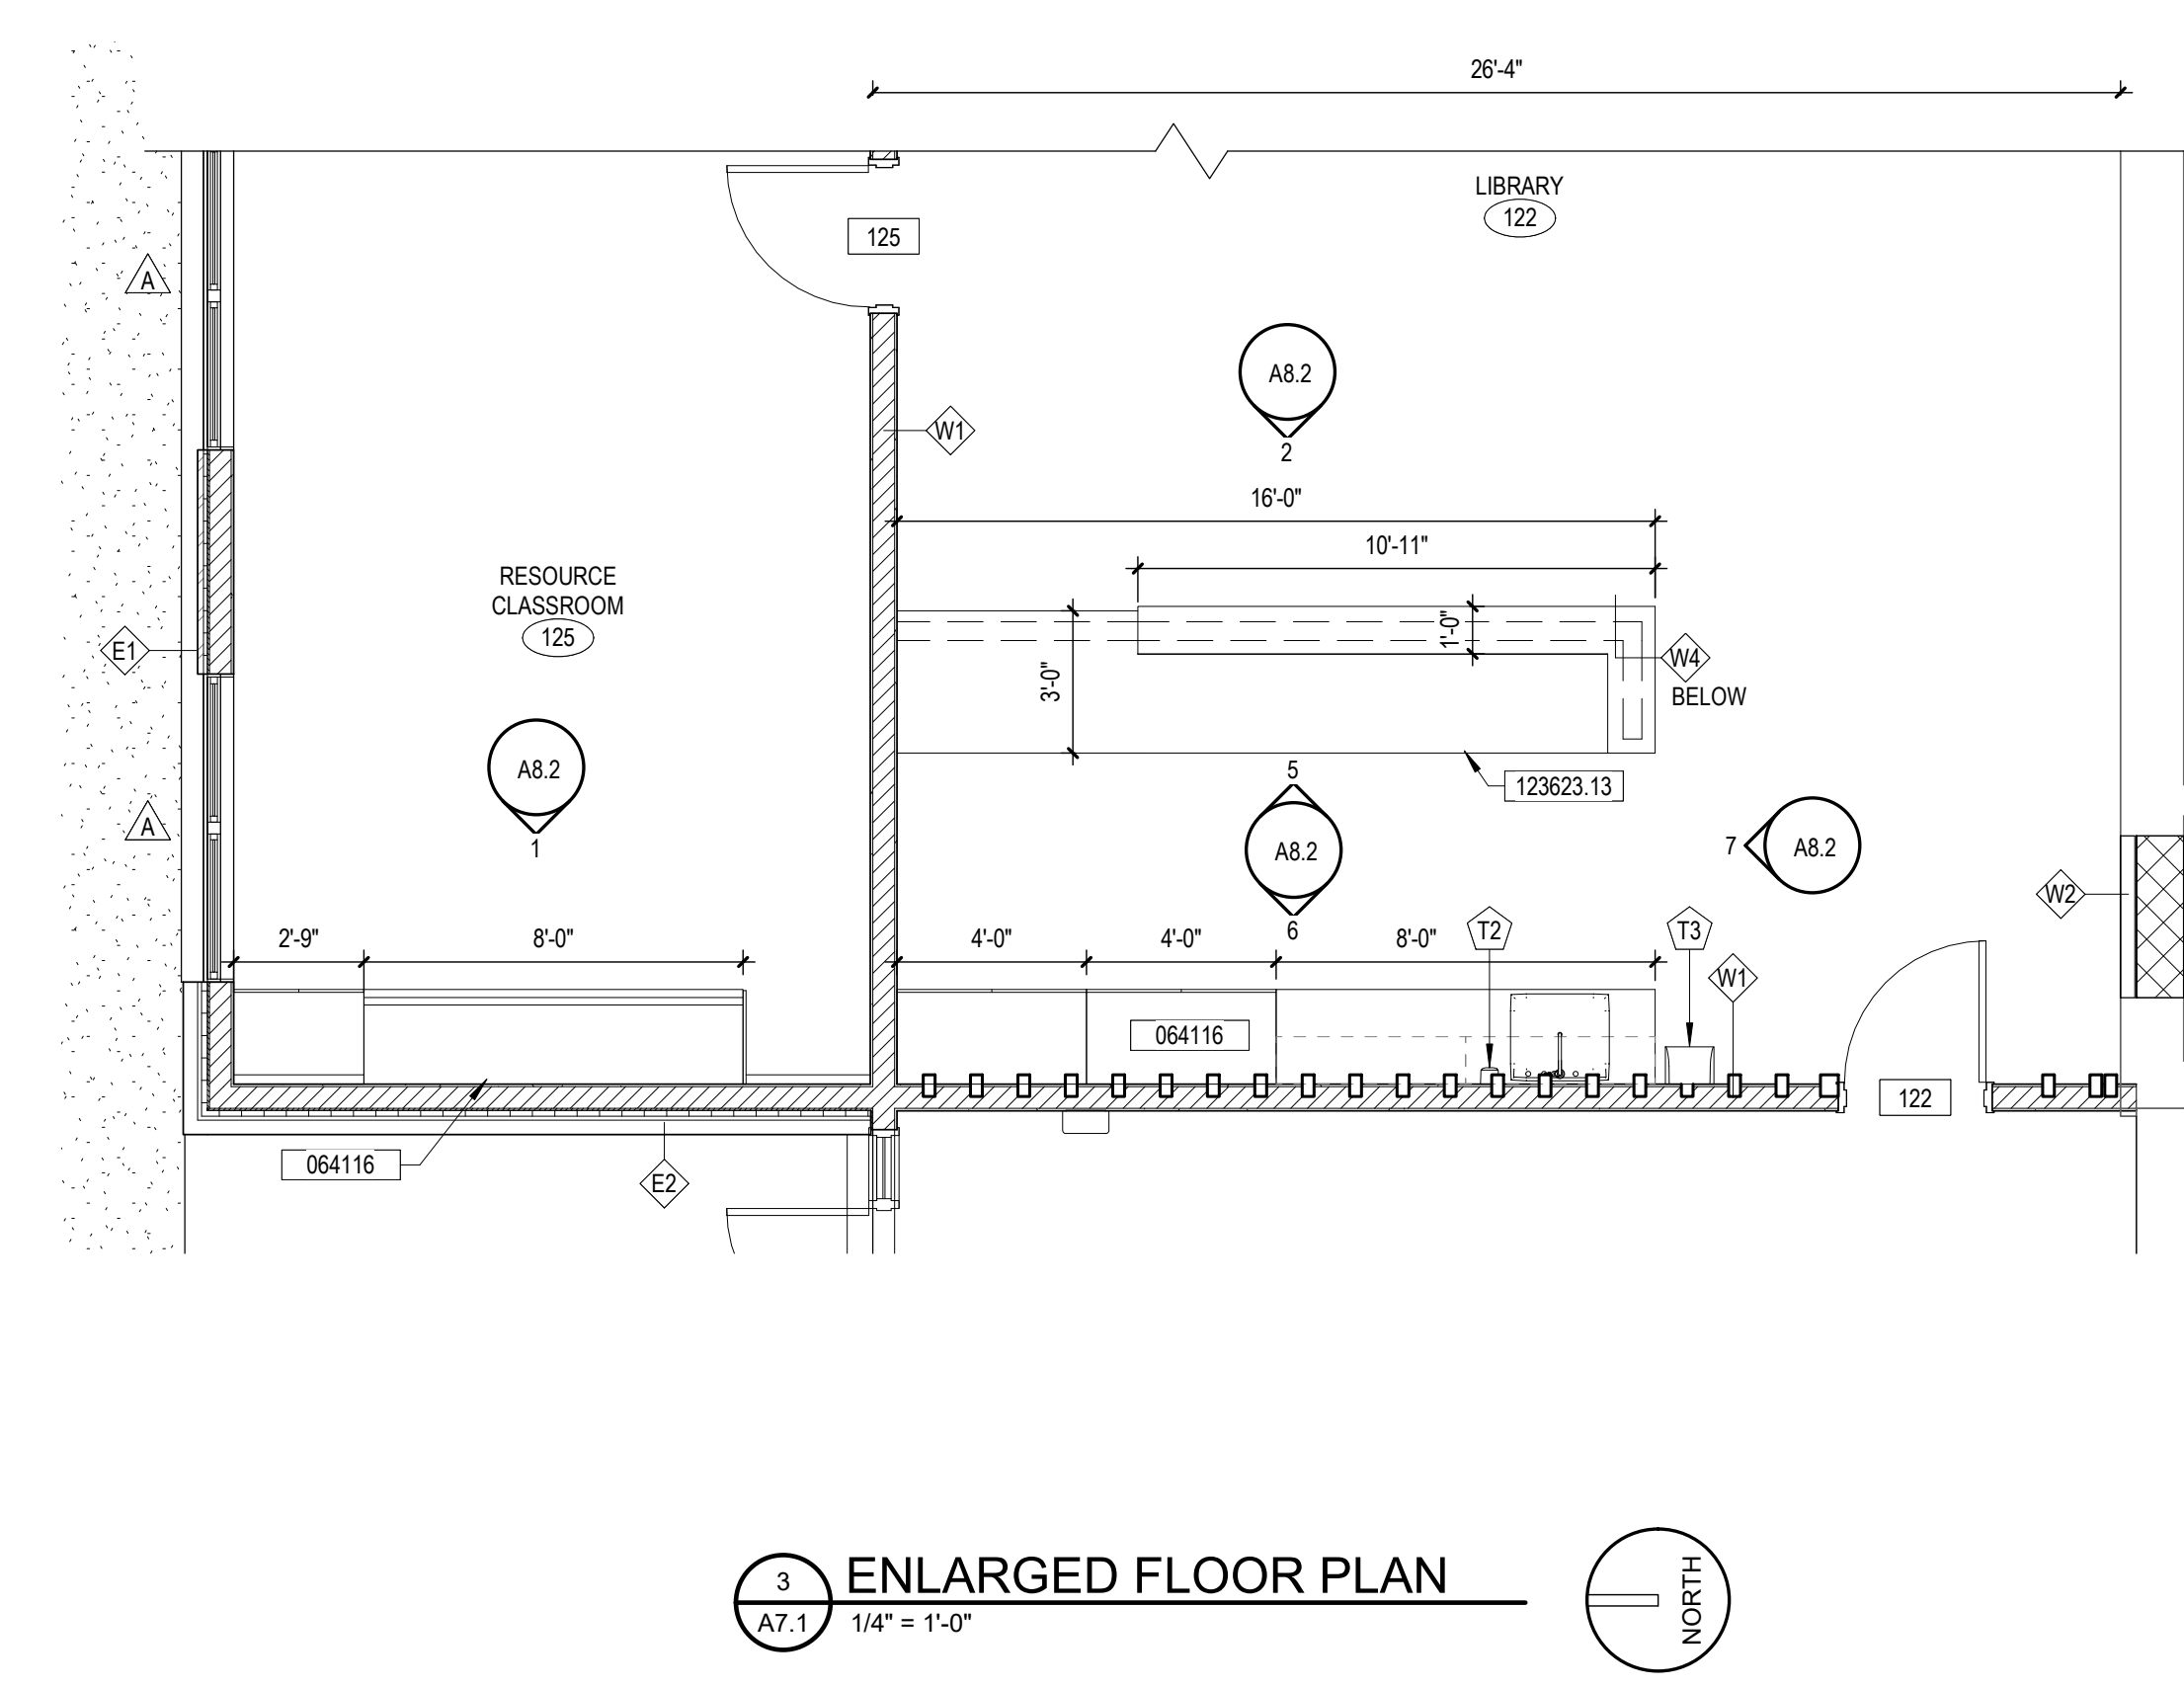 26'-4"
LIBRARY
122
125
A
A8.2
2
W1
16'-0"
10'-11"
RESOURCE
CLASSROOM
125
1'-0"
3'-0"
E1
W4
BELOW
A8.2
1
123623.13
5
A8.2
6
7
A8.2
A
W2
2'-9"
8'-0"
4'-0"
4'-0"
8'-0"
T2
T3
W1
064116
122
064116
E2
3
A7.1
ENLARGED FLOOR PLAN
1/4" = 1'-0"
NORTH